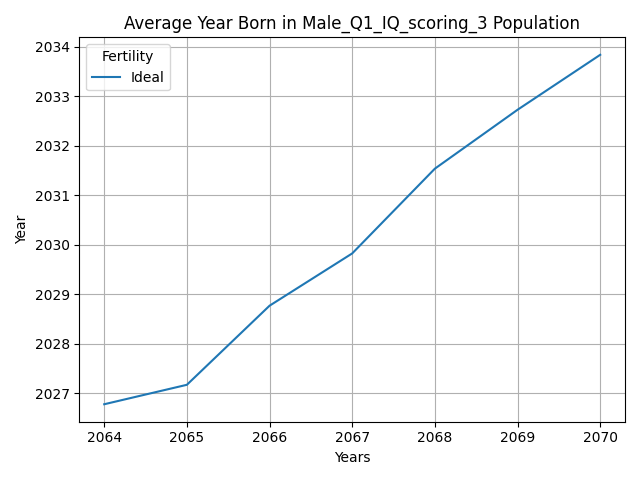 Average Year Born in Male_Q1_IQ_scoring_3 Population
Fertility
Ideal
2034
2033
2032
2031
2030
2029
2028
2027
Year
2064 2065 2066 2067 2068 2069 2070
Years